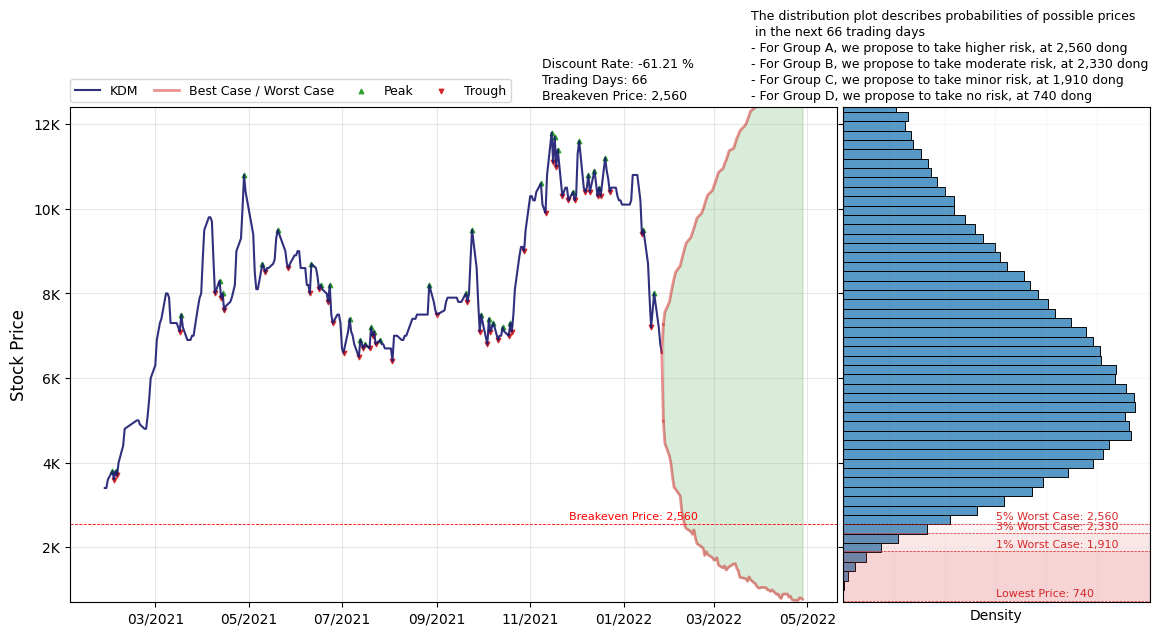 The distribution plot describes probabilities of possible prices
in the next 66 trading days
- For Group A, we propose to take higher risk, at 2,560 dong
- For Group B, we propose to take moderate risk, at 2,330 dong
- For Group C, we propose to take minor risk, at 1,910 dong
- For Group D, we propose to take no risk, at 740 dong
Discount Rate: -61.21 %
Trading Days: 66
Breakeven Price: 2,560
KDM Best Case / Worst Case Peak Trough
12K
10K
8K
6K
4K
2K
Stock Price
Breakeven Price: 2,560
5% Worst Case: 2,560
3% Worst Case: 2,330
1% Worst Case: 1,910
Lowest Price: 740
03/2021 05/2021 07/2021 09/2021 11/2021 01/2022 03/2022 05/2022
Density